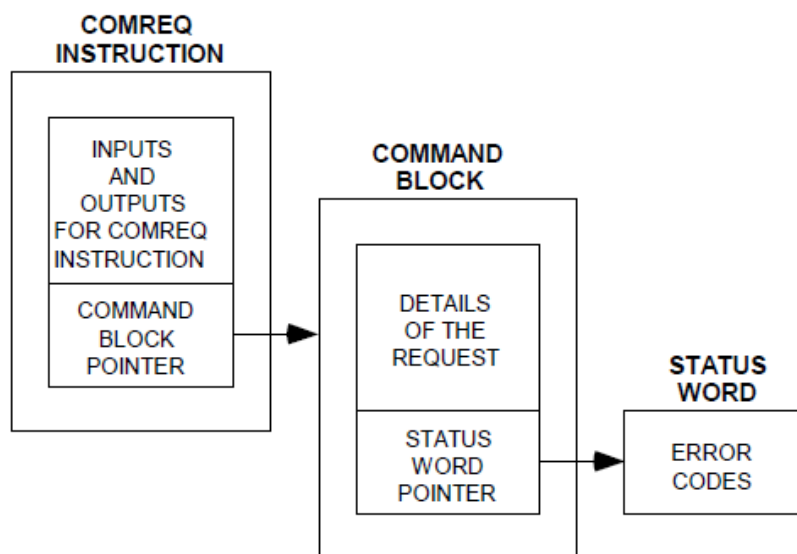 COMREQ
INSTRUCTION
INPUTS
AND
OUTPUTS
FOR COMREQ
INSTRUCTION
COMMAND
BLOCK
POINTER
COMMAND
BLOCK
DETAILS
OF THE
REQUEST
STATUS
WORD
POINTER
STATUS
WORD
ERROR
CODES